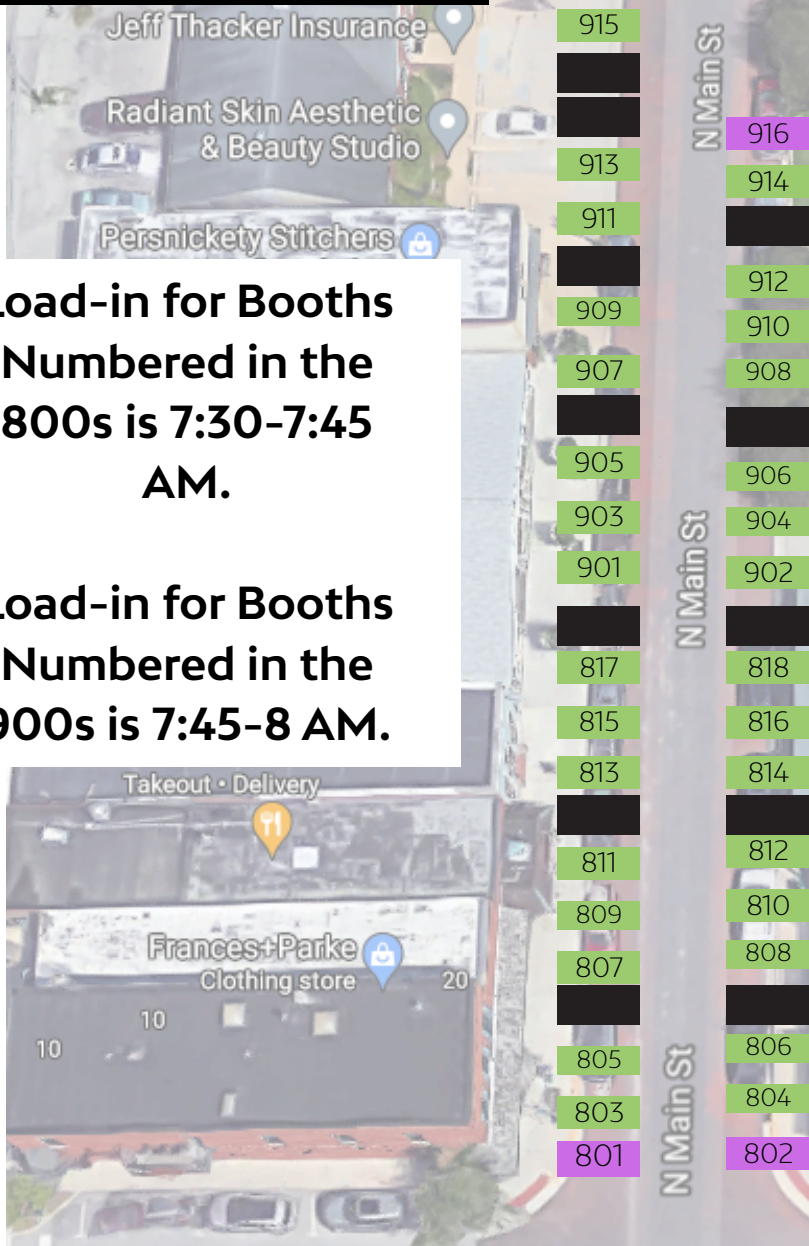 Jeff Thacker Insurance
Radiant Skin Aesthetic
& Beauty Studio
Persnickety Stitchers
Load-in for Booths
Numbered in the
800s is 7:30-7:45
AM.
Load-in for Booths
Numbered in the
900s is 7:45-8 AM.
Takeout • Delivery
Frances+Parke
Clothing store
20
10
10
915
913
911
909
907
905
903
901
817
815
813
811
809
807
805
803
801
N Main St
N Main St
N Main St
916
914
912
910
908
906
904
902
818
816
814
812
810
808
806
804
802